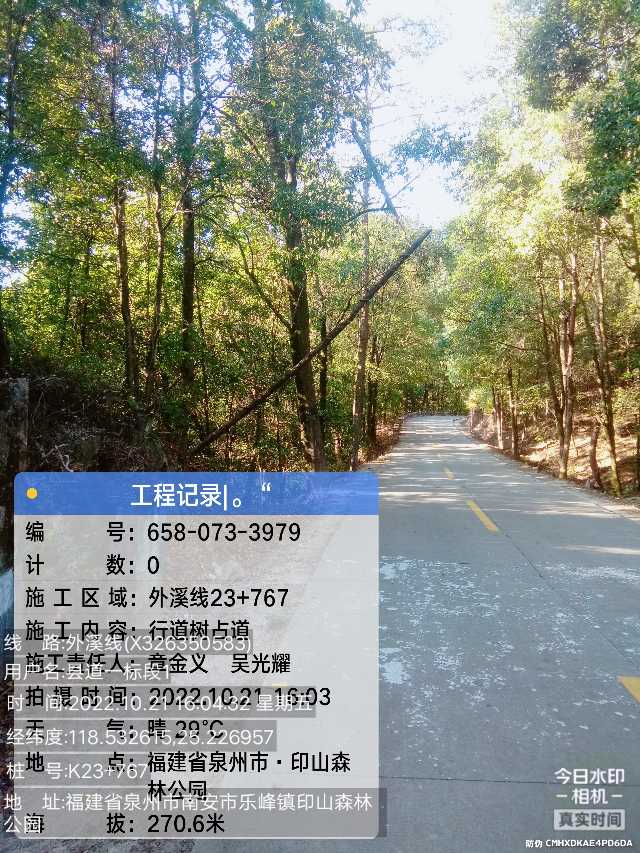 工程记录|。“
编号：658-073-3979
计数：0
施工区域：外溪线23+767
施工内容：行道树占道
线 路:外溪线(X326350583)
施工责任人：章金义 吴光耀
用户名:县道一标段1
拍摄时间：2022.10.21 16:03
时 间:2022.10.21 16:04:32 星期五
天气：晴 29℃
经纬度:118.532615,25.226957
地点：福建省泉州市·印山森林公园
桩 号:K23+767
地 址:福建省泉州市南安市乐峰镇印山森林公园
海拔：270.6米
今日水印
-相机-
真实时间
防伪 CMHXDKAE4PD6DA